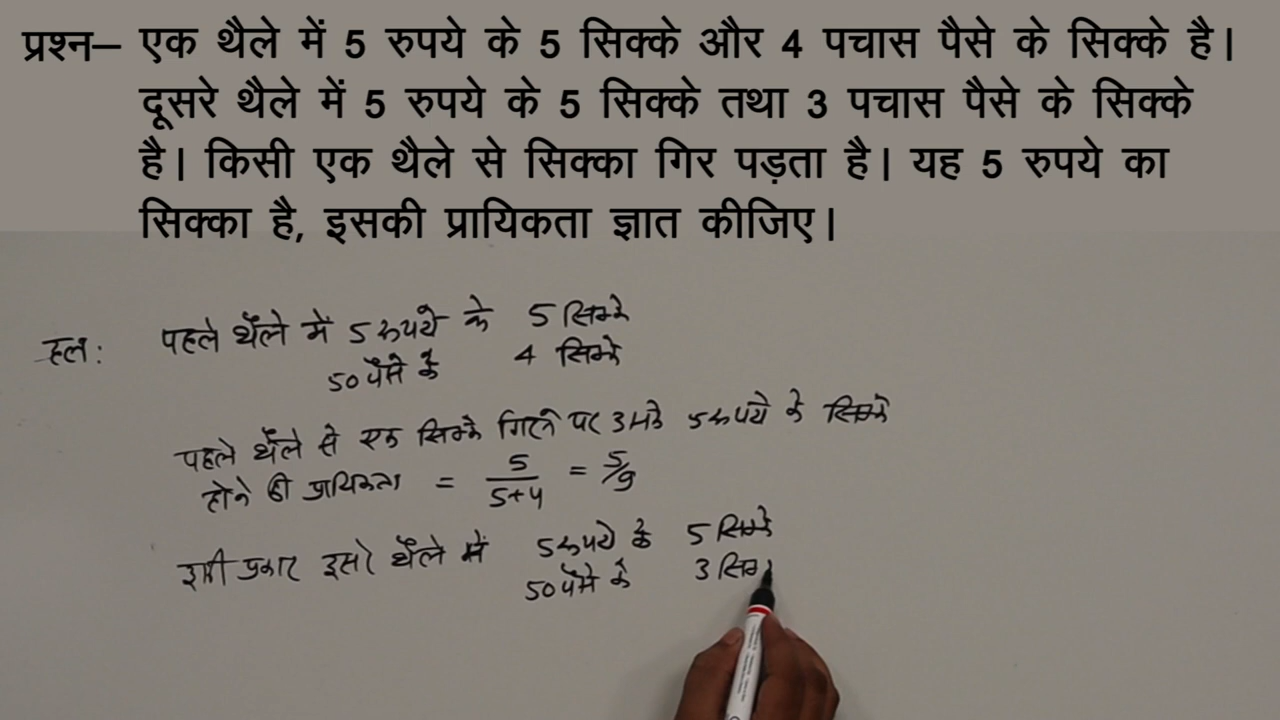 प्रश्न– एक थैले में 5 रुपये के 5 सिक्के और 4 पचास पैसे के सिक्के है।
दूसरे थैले में 5 रुपये के 5 सिक्के तथा 3 पचास पैसे के सिक्के
है। किसी एक थैले से सिक्का गिर पड़ता है। यह 5 रुपये का
सिक्का है, इसकी प्रायिकता ज्ञात कीजिए।
हल: पहले थैले में 5 रुपये के 5 सिक्के
50 पैसे के 4 सिक्के
पहले थैले से एक सिक्के गिरने पर उसके 5 रुपये के सिक्के
होने की प्रायिकता = 5/5+4 = 5/9
इसी प्रकार दूसरे थैले में 5 रुपये के 5 सिक्के
50 पैसे के 3